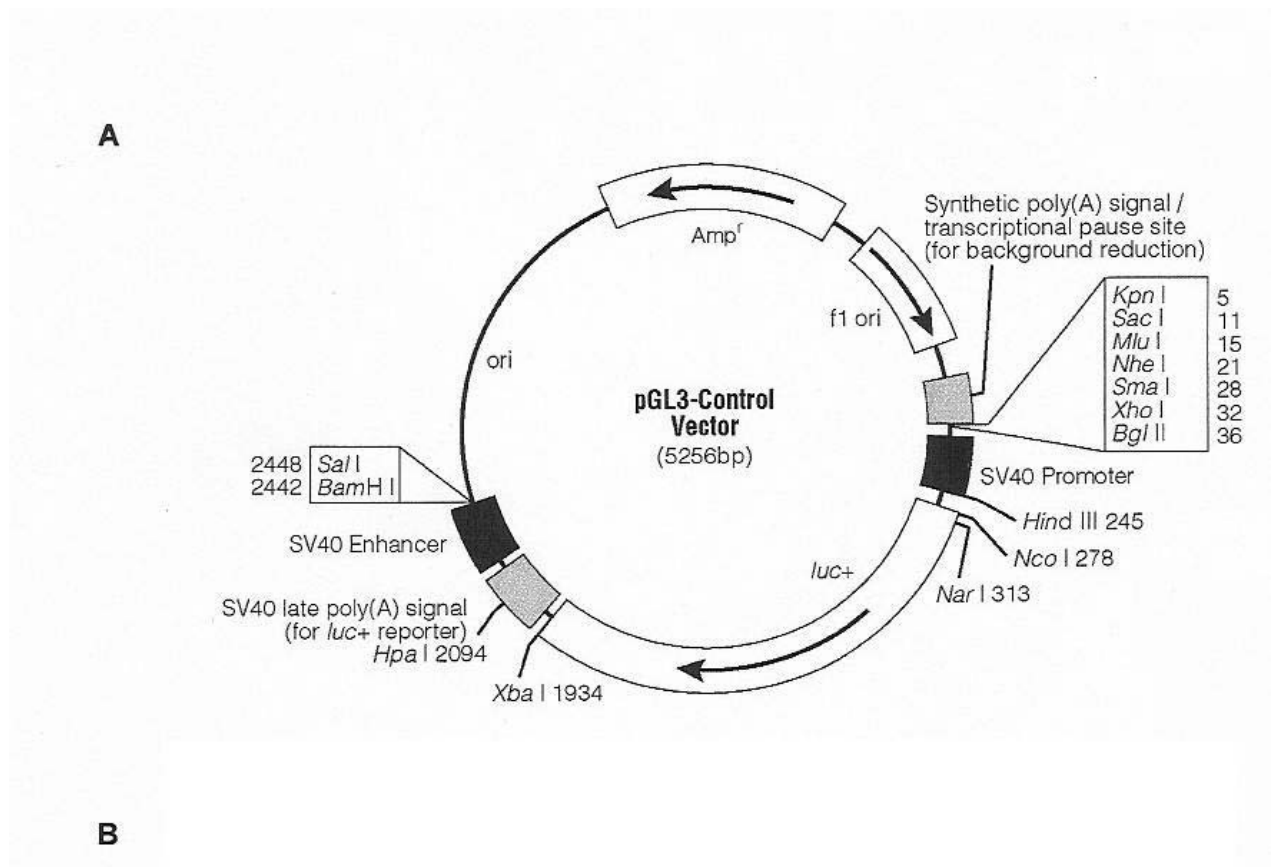 A
Amp^r
Synthetic poly(A) signal /
transcriptional pause site
(for background reduction)
f1 ori
Kpn I 5
Sac I 11
Mlu I 15
Nhe I 21
Sma I 28
Xho I 32
Bgl II 36
ori
pGL3-Control
Vector
(5256bp)
2448 Sal I
2442 BamH I
SV40 Promoter
Hind III 245
SV40 Enhancer
Nco I 278
luc+
Nar I 313
SV40 late poly(A) signal
(for luc+ reporter)
Hpa I 2094
Xba I 1934
B